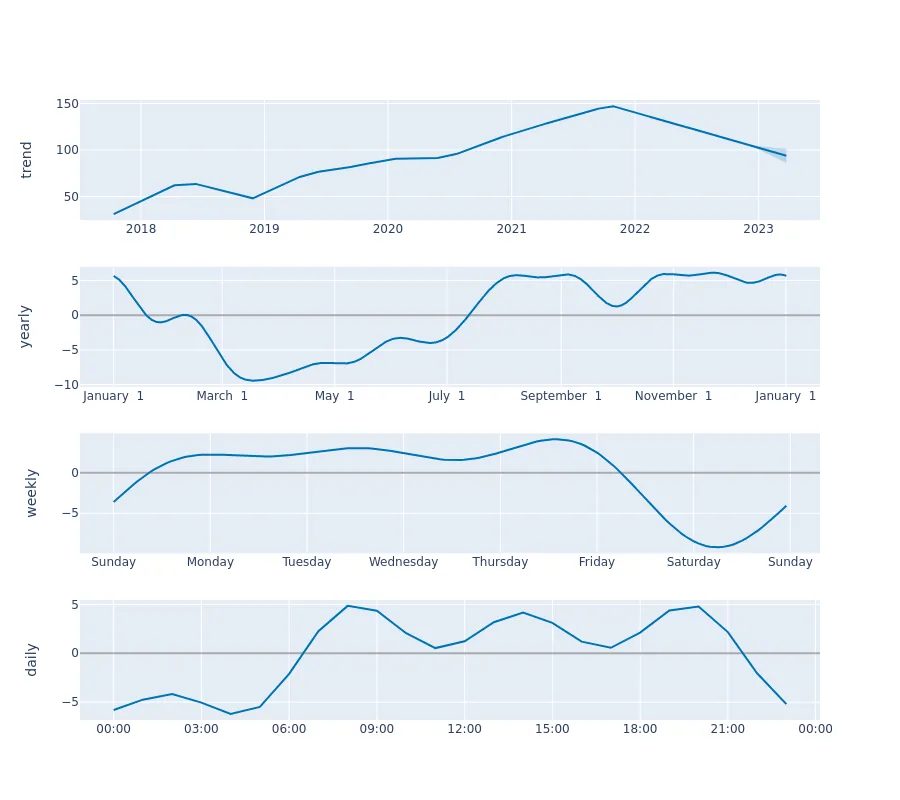 trend
150
100
50
2018 2019 2020 2021 2022 2023
yearly
5
0
−5
−10
January 1 March 1 May 1 July 1 September 1 November 1 January 1
weekly
0
−5
Sunday Monday Tuesday Wednesday Thursday Friday Saturday Sunday
daily
5
0
−5
00:00 03:00 06:00 09:00 12:00 15:00 18:00 21:00 00:00